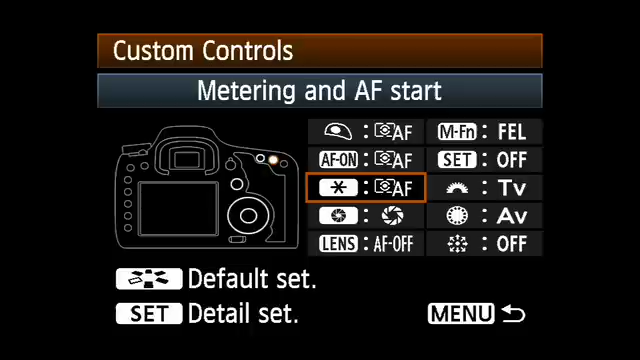 Custom Controls
Metering and AF start
: AF M-Fn : FEL
AF-ON : AF SET : OFF
* : AF : Tv
: : Av
LENS : AF-OFF : OFF
Default set.
SET Detail set. MENU